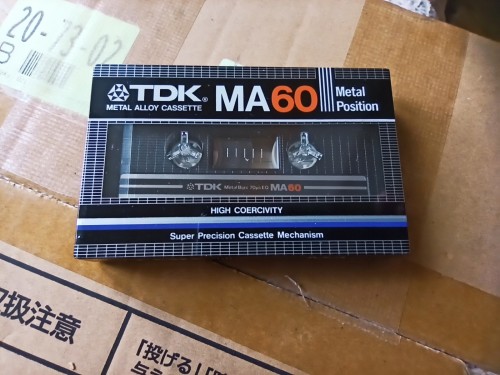 20-73-02
B
TDK®
METAL ALLOY CASSETTE
MA60
Metal
Position
TDK
MA60
HIGH COERCIVITY
Super Precision Cassette Mechanism
扱注意
「投げる」